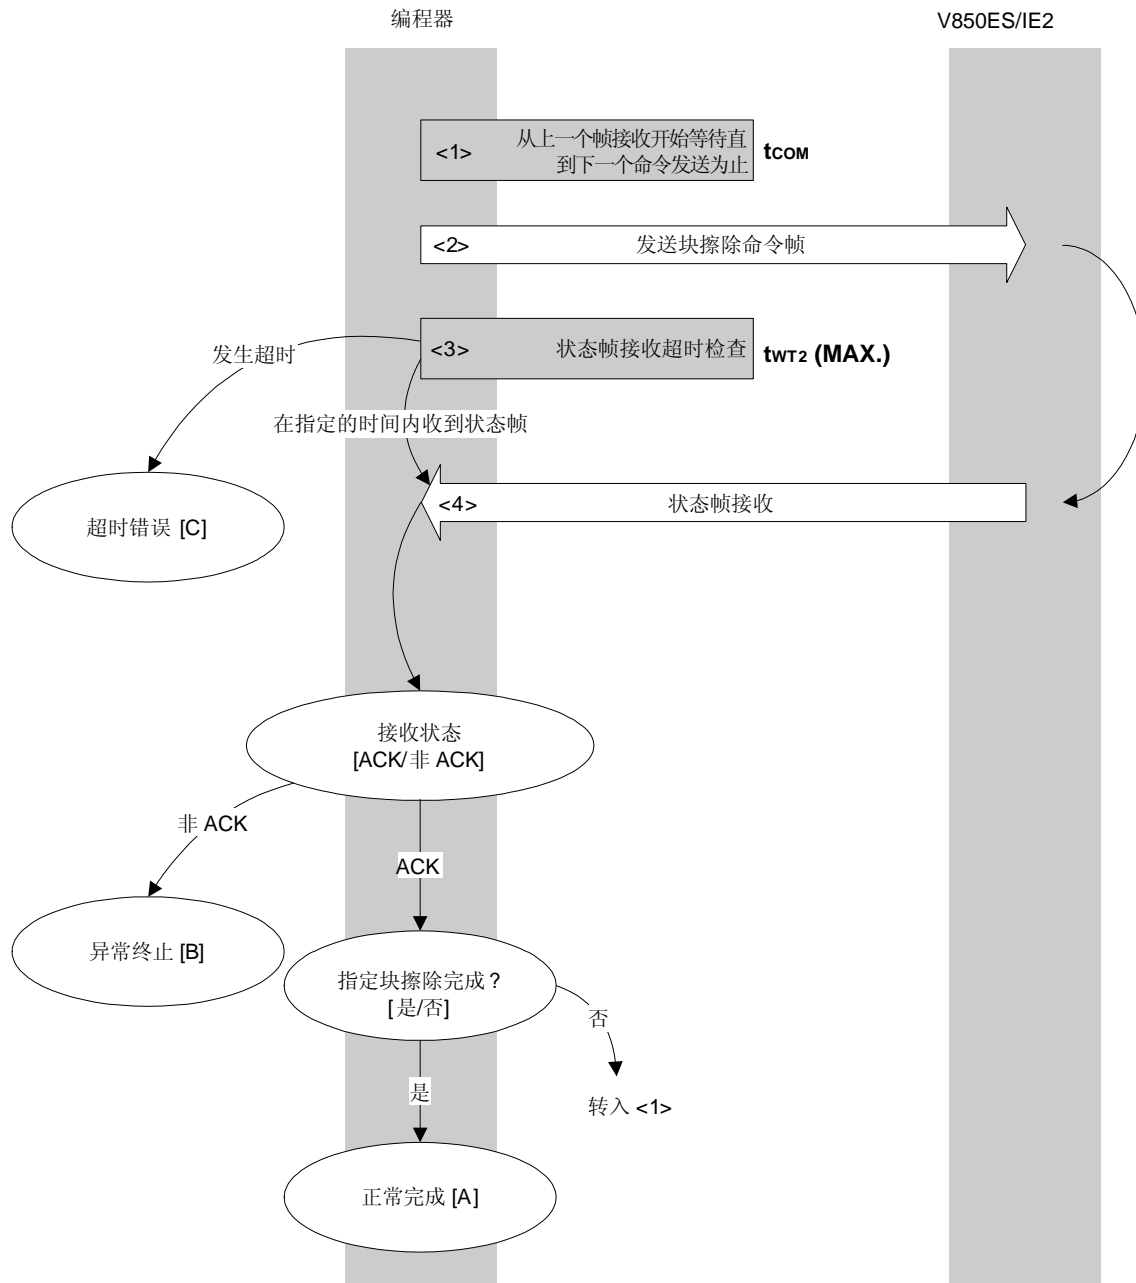 编程器
V850ES/IE2
<1> 从上一个帧接收开始等待直
到下一个命令发送为止
tCOM
<2> 发送块擦除命令帧
<3> 状态帧接收超时检查
tWT2 (MAX.)
发生超时
在指定的时间内收到状态帧
<4> 状态帧接收
超时错误 [C]
接收状态
[ACK/非 ACK]
非 ACK
ACK
异常终止 [B]
指定块擦除完成?
[是/否]
否
是
转入 <1>
正常完成 [A]